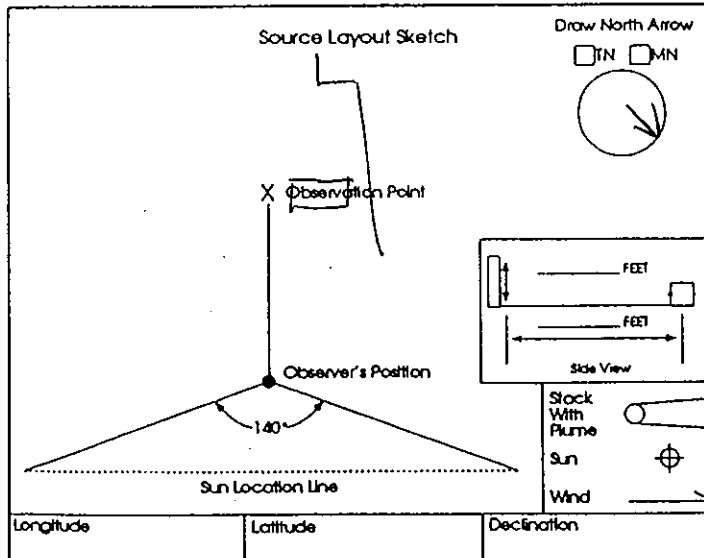 Source Layout Sketch
Draw North Arrow
TN MN
X Observation Point
FEET
FEET
Side View
Observer's Position
140°
Sun Location Line
Stack
With
Plume
Sun
Wind
Longitude
Latitude
Declination